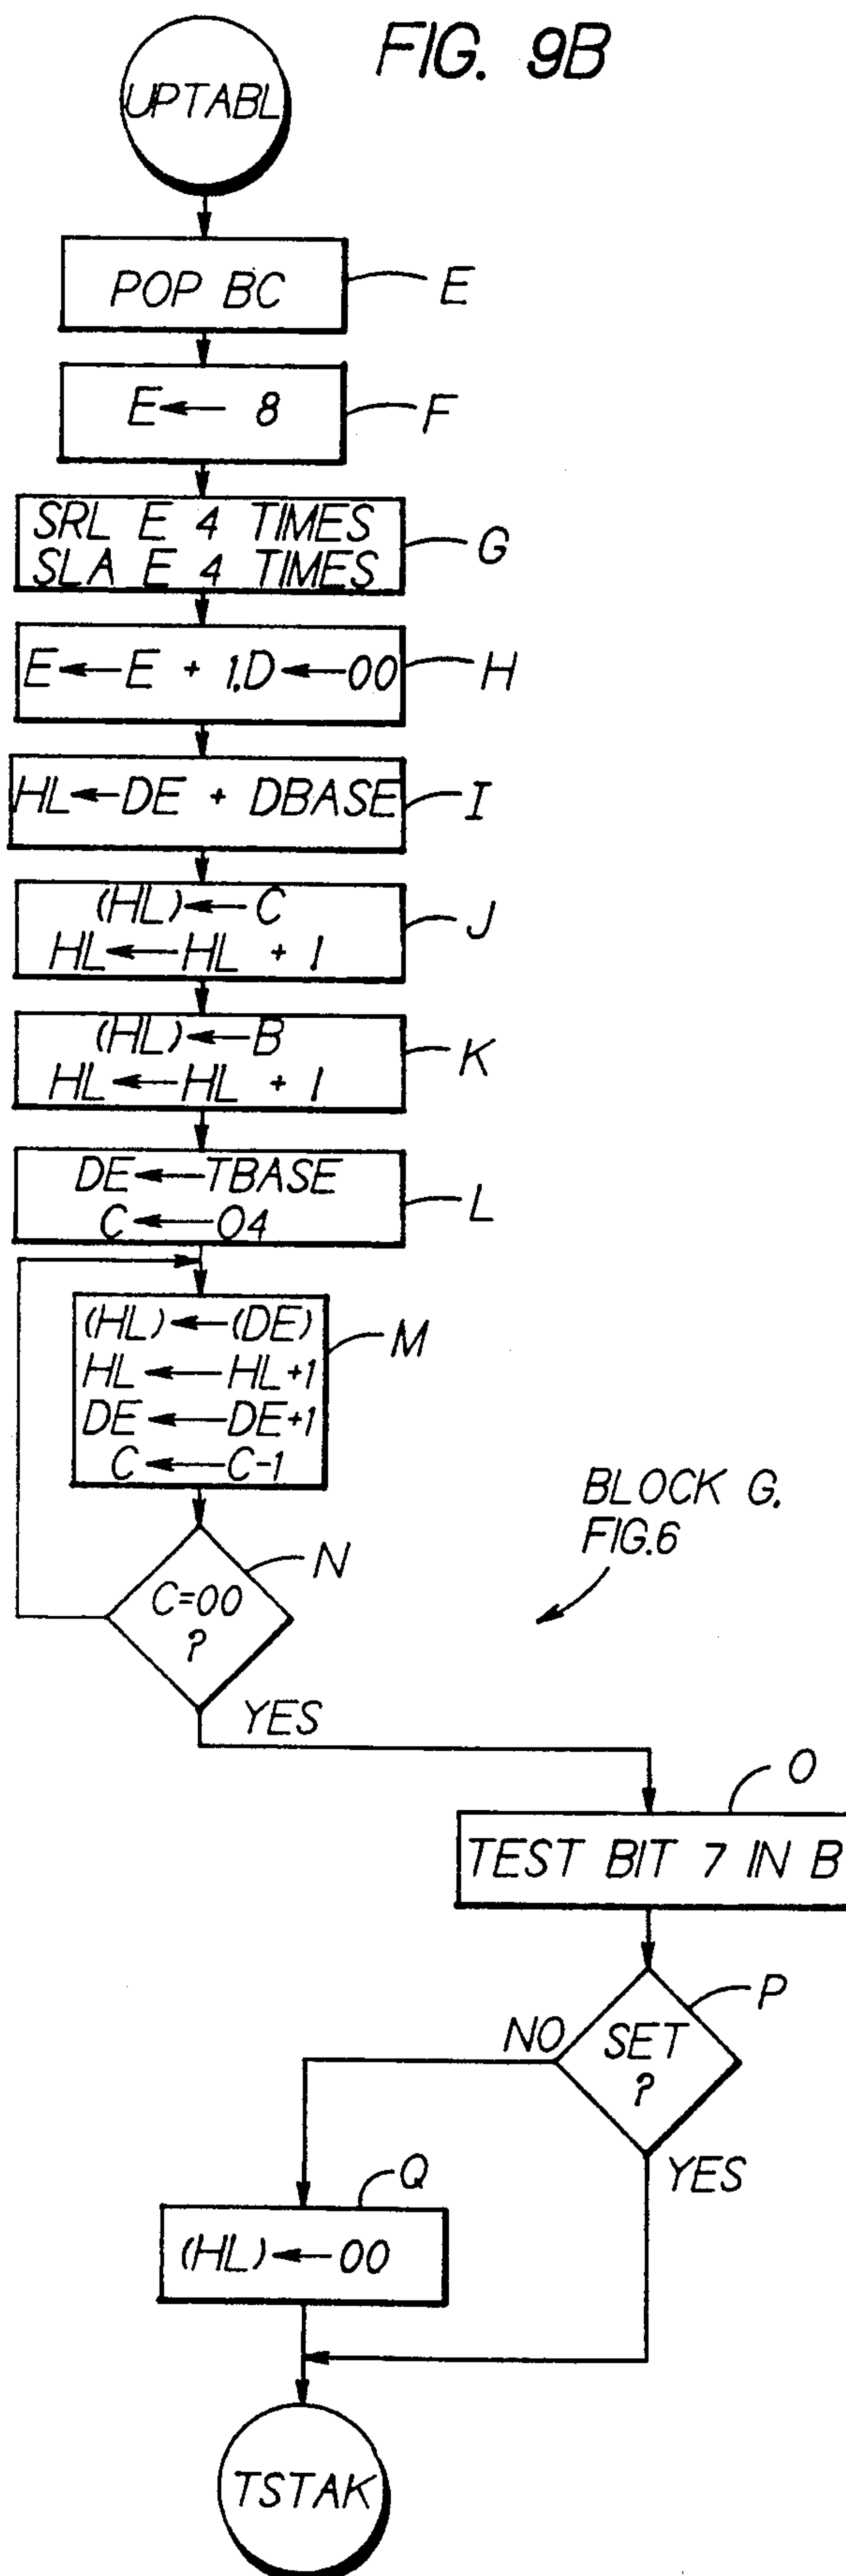 FIG. 9B
UPTABL
POP BC
E
E ← 8
F
SRL E 4 TIMES
SLA E 4 TIMES
G
E ← E + 1, D ← 00
H
HL ← DE + DBASE
I
(HL) ← C
HL ← HL + 1
J
(HL) ← B
HL ← HL + 1
K
DE ← TBASE
C ← 04
L
(HL) ← (DE)
HL ← HL+1
DE ← DE+1
C ← C-1
M
BLOCK G,
FIG.6
C=00
?
N
YES
O
TEST BIT 7 IN B
P
NO
SET
?
YES
Q
(HL) ← 00
TSTAK